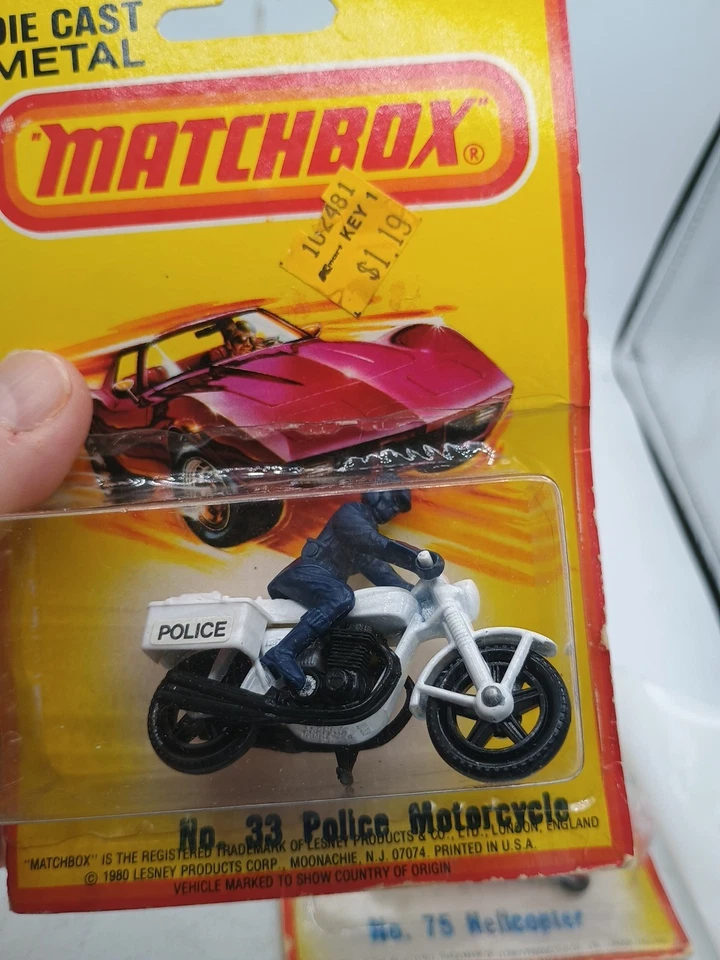 DIE CAST
METAL
"MATCHBOX"®
102481
Kmart KEY 1
$1.19
POLICE
No. 33 Police Motorcycle
"MATCHBOX" IS THE REGISTERED TRADEMARK OF LESNEY PRODUCTS & CO., LTD., LONDON, ENGLAND
© 1980 LESNEY PRODUCTS CORP., MOONACHIE, N.J. 07074. PRINTED IN U.S.A.
VEHICLE MARKED TO SHOW COUNTRY OF ORIGIN
No. 75 Helicopter